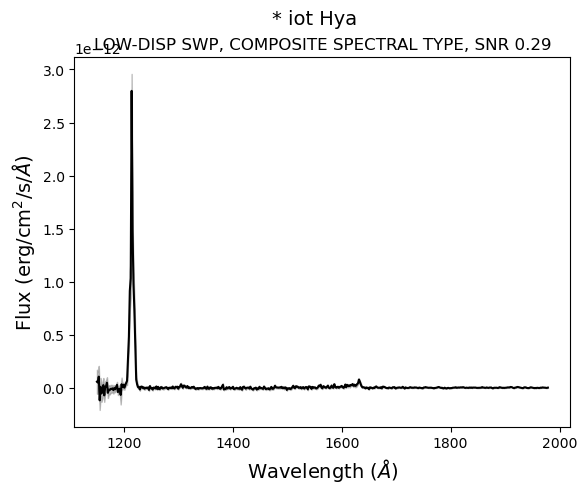 * iot Hya
1e−12
LOW-DISP SWP, COMPOSITE SPECTRAL TYPE, SNR 0.29
3.0
2.5
2.0
1.5
1.0
0.5
0.0
Flux (erg/cm²/s/Å)
1200 1400 1600 1800 2000
Wavelength (Å)